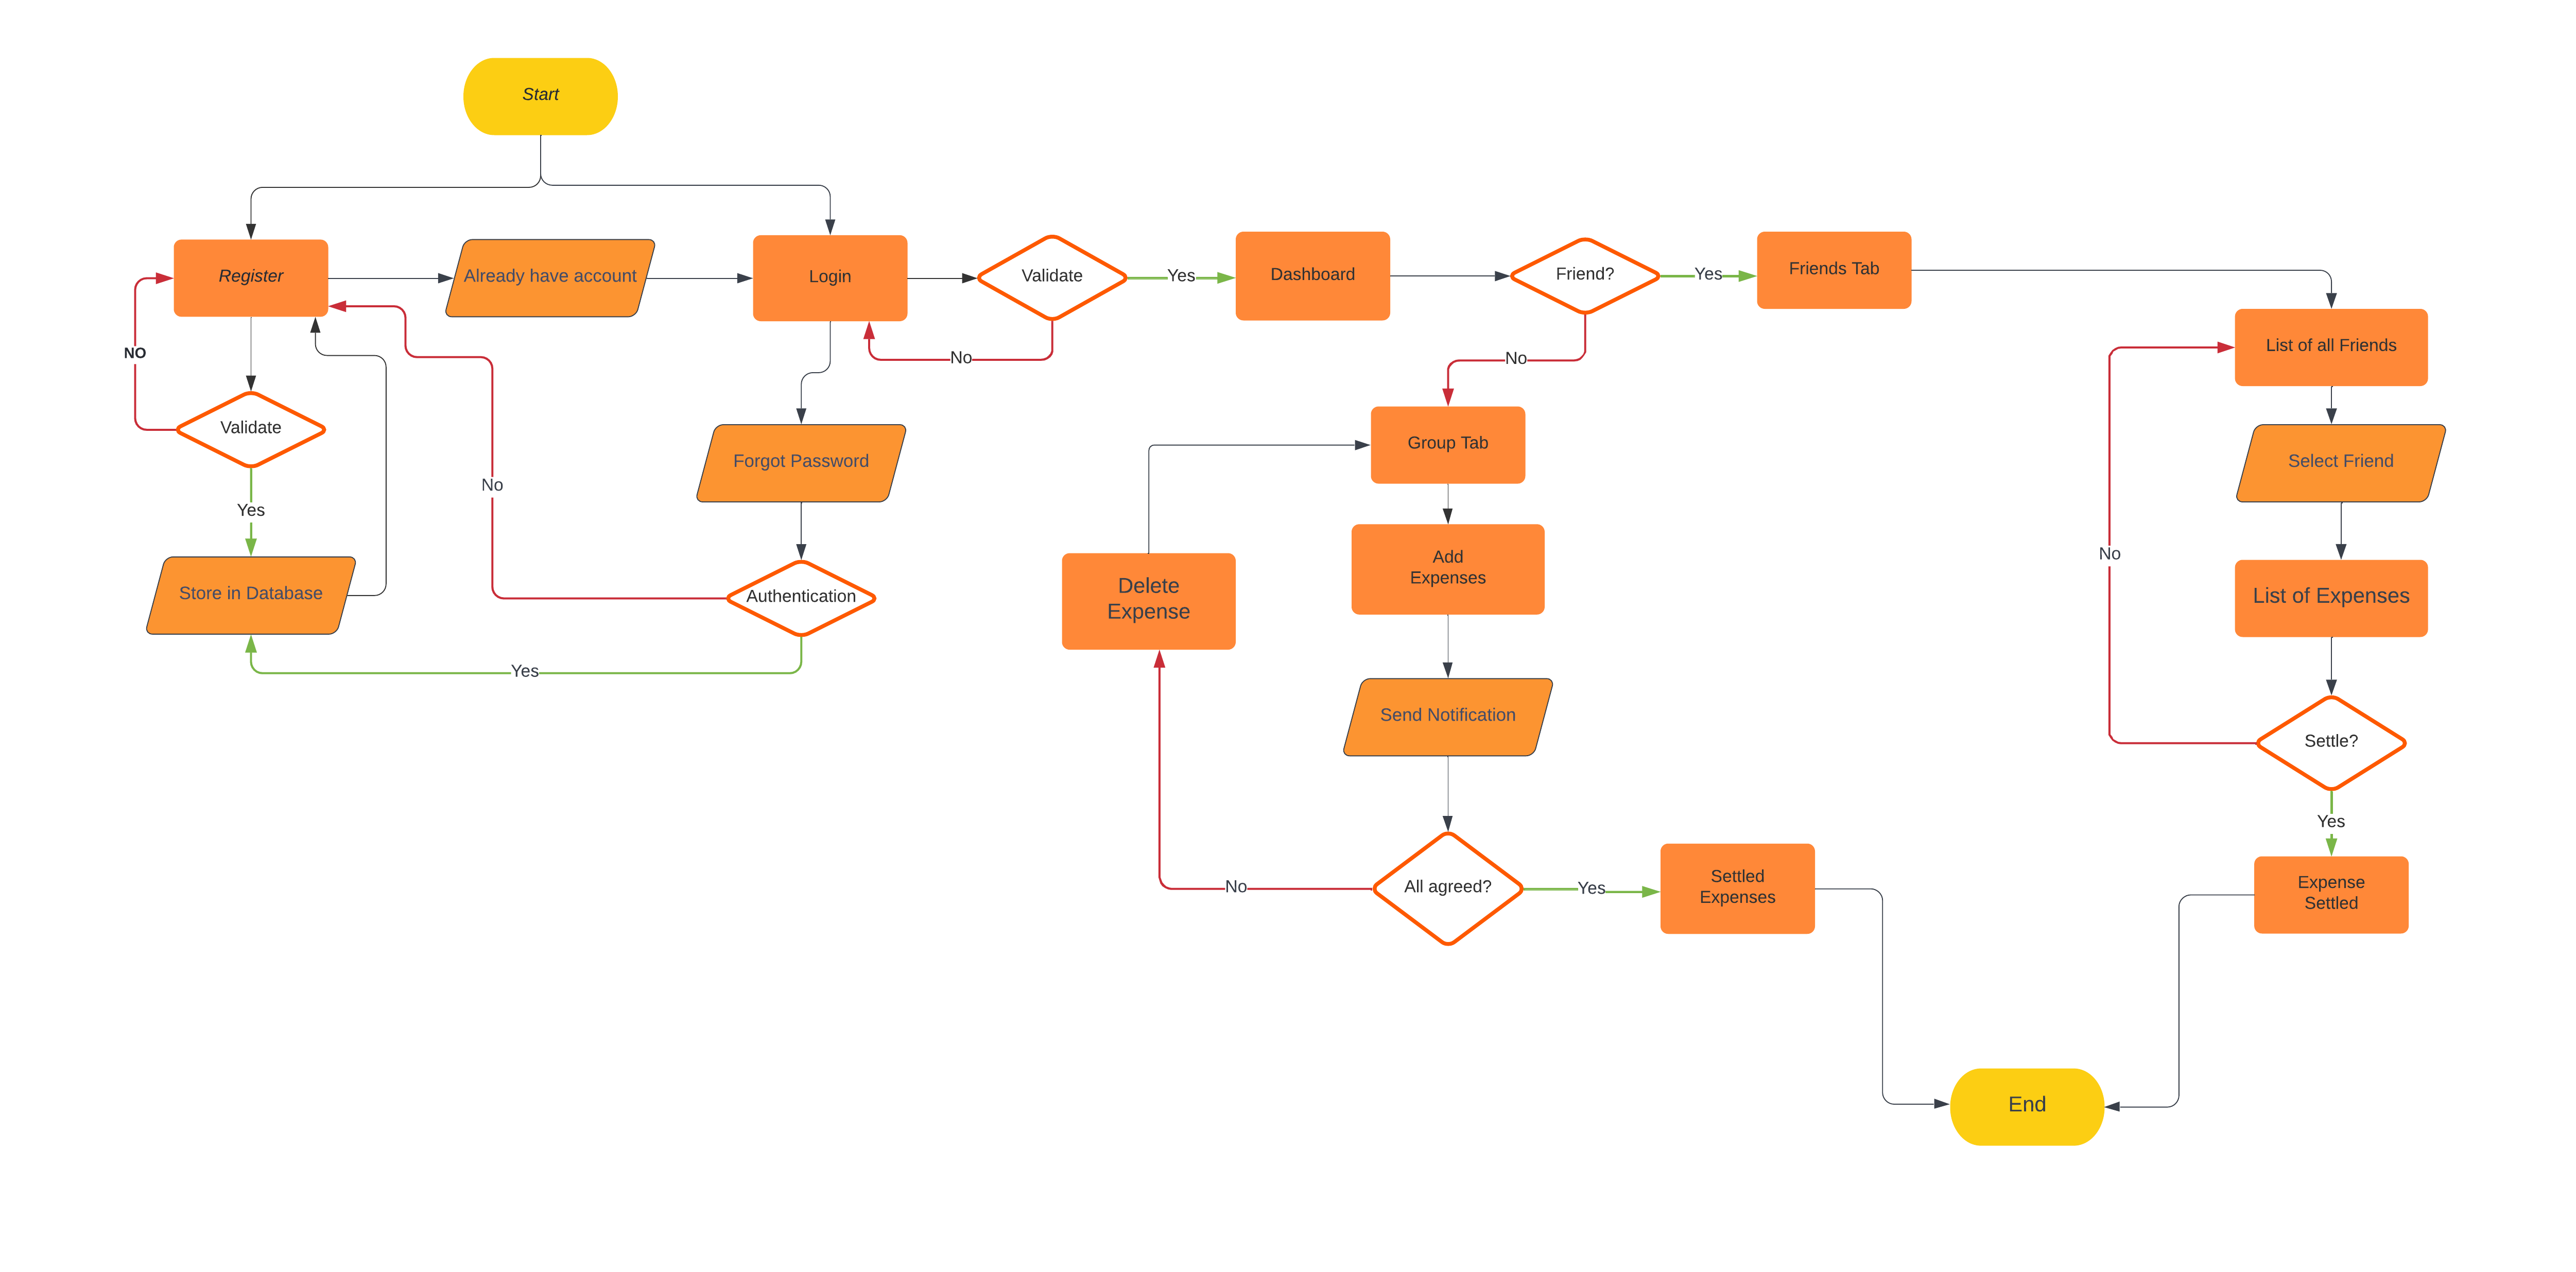 Start
Register
Already have account
Login
Validate
Yes
Dashboard
Friend?
Yes
Friends Tab
NO
No
No
List of all Friends
Validate
Forgot Password
Group Tab
Select Friend
No
Yes
Add
Expenses
No
Store in Database
Authentication
Delete
Expense
List of Expenses
Yes
Send Notification
Settle?
Yes
No
All agreed?
Yes
Settled
Expenses
Expense
Settled
End